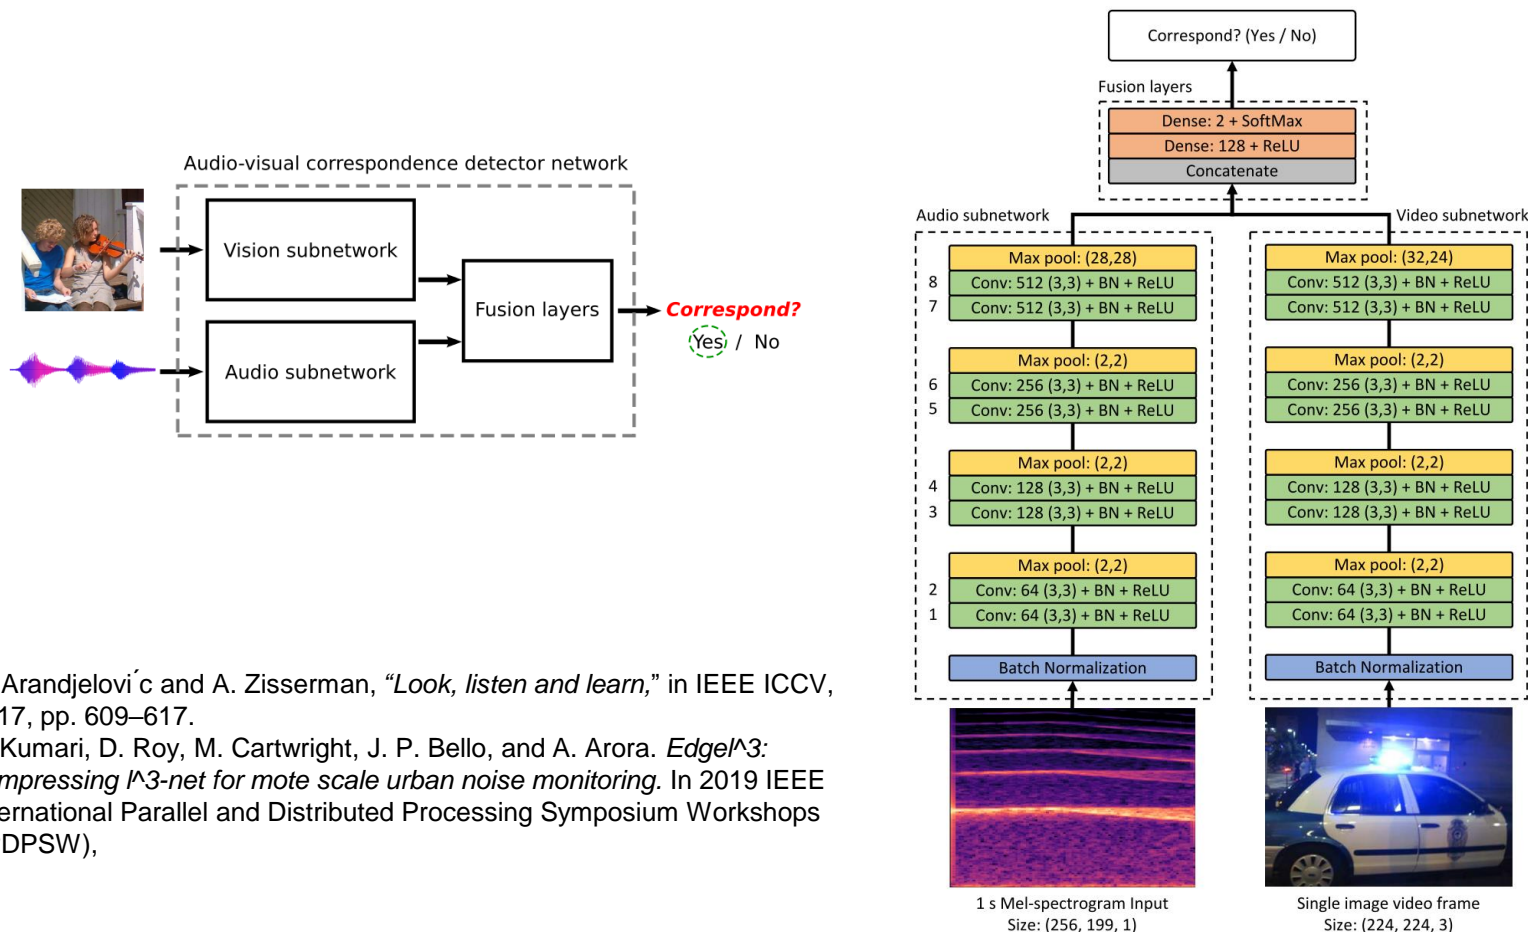 Audio-visual correspondence detector network
Vision subnetwork
Audio subnetwork
Fusion layers
Correspond?
Yes / No
Arandjelovi ́c and A. Zisserman, “Look, listen and learn,” in IEEE ICCV,
17, pp. 609–617.
Kumari, D. Roy, M. Cartwright, J. P. Bello, and A. Arora. Edgel^3:
mpressing l^3-net for mote scale urban noise monitoring. In 2019 IEEE
ernational Parallel and Distributed Processing Symposium Workshops
DPSW),
Correspond? (Yes / No)
Fusion layers
Dense: 2 + SoftMax
Dense: 128 + ReLU
Concatenate
Audio subnetwork
Max pool: (28,28)
8 Conv: 512 (3,3) + BN + ReLU
7 Conv: 512 (3,3) + BN + ReLU
Max pool: (2,2)
6 Conv: 256 (3,3) + BN + ReLU
5 Conv: 256 (3,3) + BN + ReLU
Max pool: (2,2)
4 Conv: 128 (3,3) + BN + ReLU
3 Conv: 128 (3,3) + BN + ReLU
Max pool: (2,2)
2 Conv: 64 (3,3) + BN + ReLU
1 Conv: 64 (3,3) + BN + ReLU
Batch Normalization
1 s Mel-spectrogram Input
Size: (256, 199, 1)
Video subnetwork
Max pool: (32,24)
Conv: 512 (3,3) + BN + ReLU
Conv: 512 (3,3) + BN + ReLU
Max pool: (2,2)
Conv: 256 (3,3) + BN + ReLU
Conv: 256 (3,3) + BN + ReLU
Max pool: (2,2)
Conv: 128 (3,3) + BN + ReLU
Conv: 128 (3,3) + BN + ReLU
Max pool: (2,2)
Conv: 64 (3,3) + BN + ReLU
Conv: 64 (3,3) + BN + ReLU
Batch Normalization
Single image video frame
Size: (224, 224, 3)